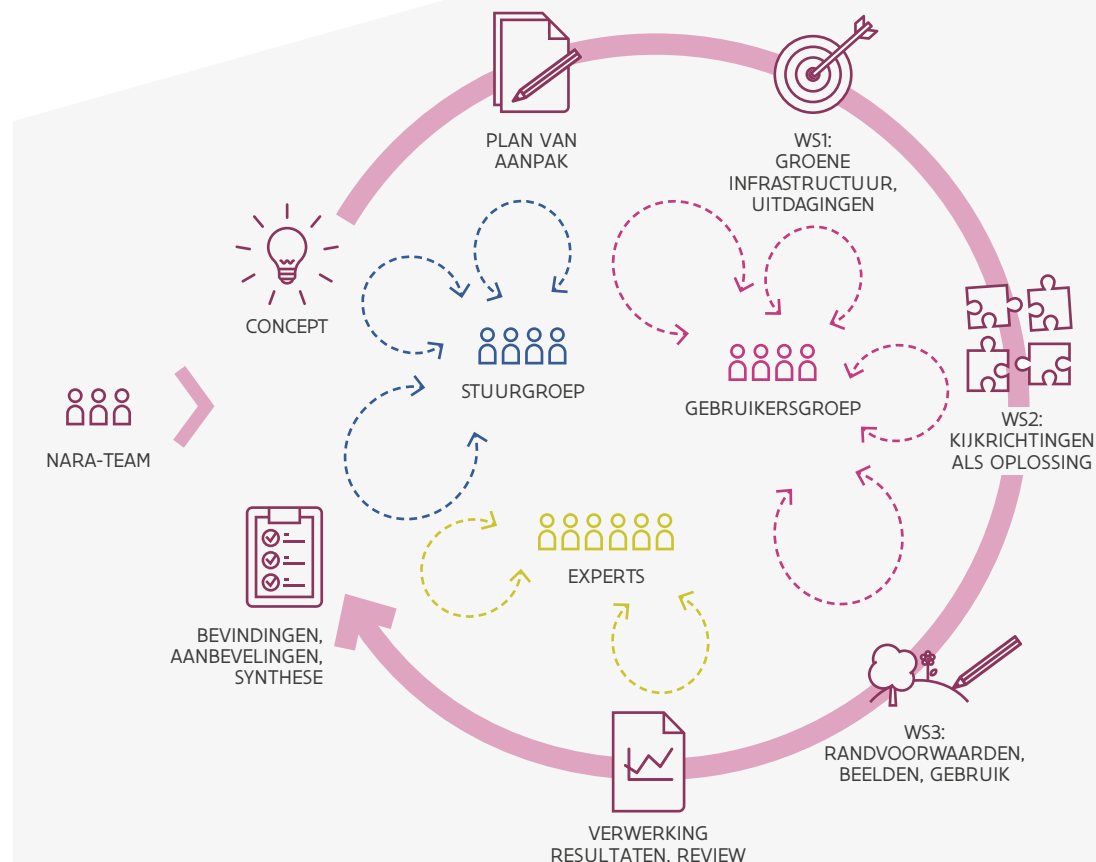 PLAN VAN
AANPAK
WS1:
GROENE
INFRASTRUCTUUR,
UITDAGINGEN
CONCEPT
STUURGROEP
GEBRUIKERSGROEP
WS2:
KIJKRICHTINGEN
ALS OPLOSSING
NARA-TEAM
EXPERTS
BEVINDINGEN,
AANBEVELINGEN,
SYNTHESE
WS3:
RANDVOORWAARDEN,
BEELDEN, GEBRUIK
VERWERKING
RESULTATEN, REVIEW